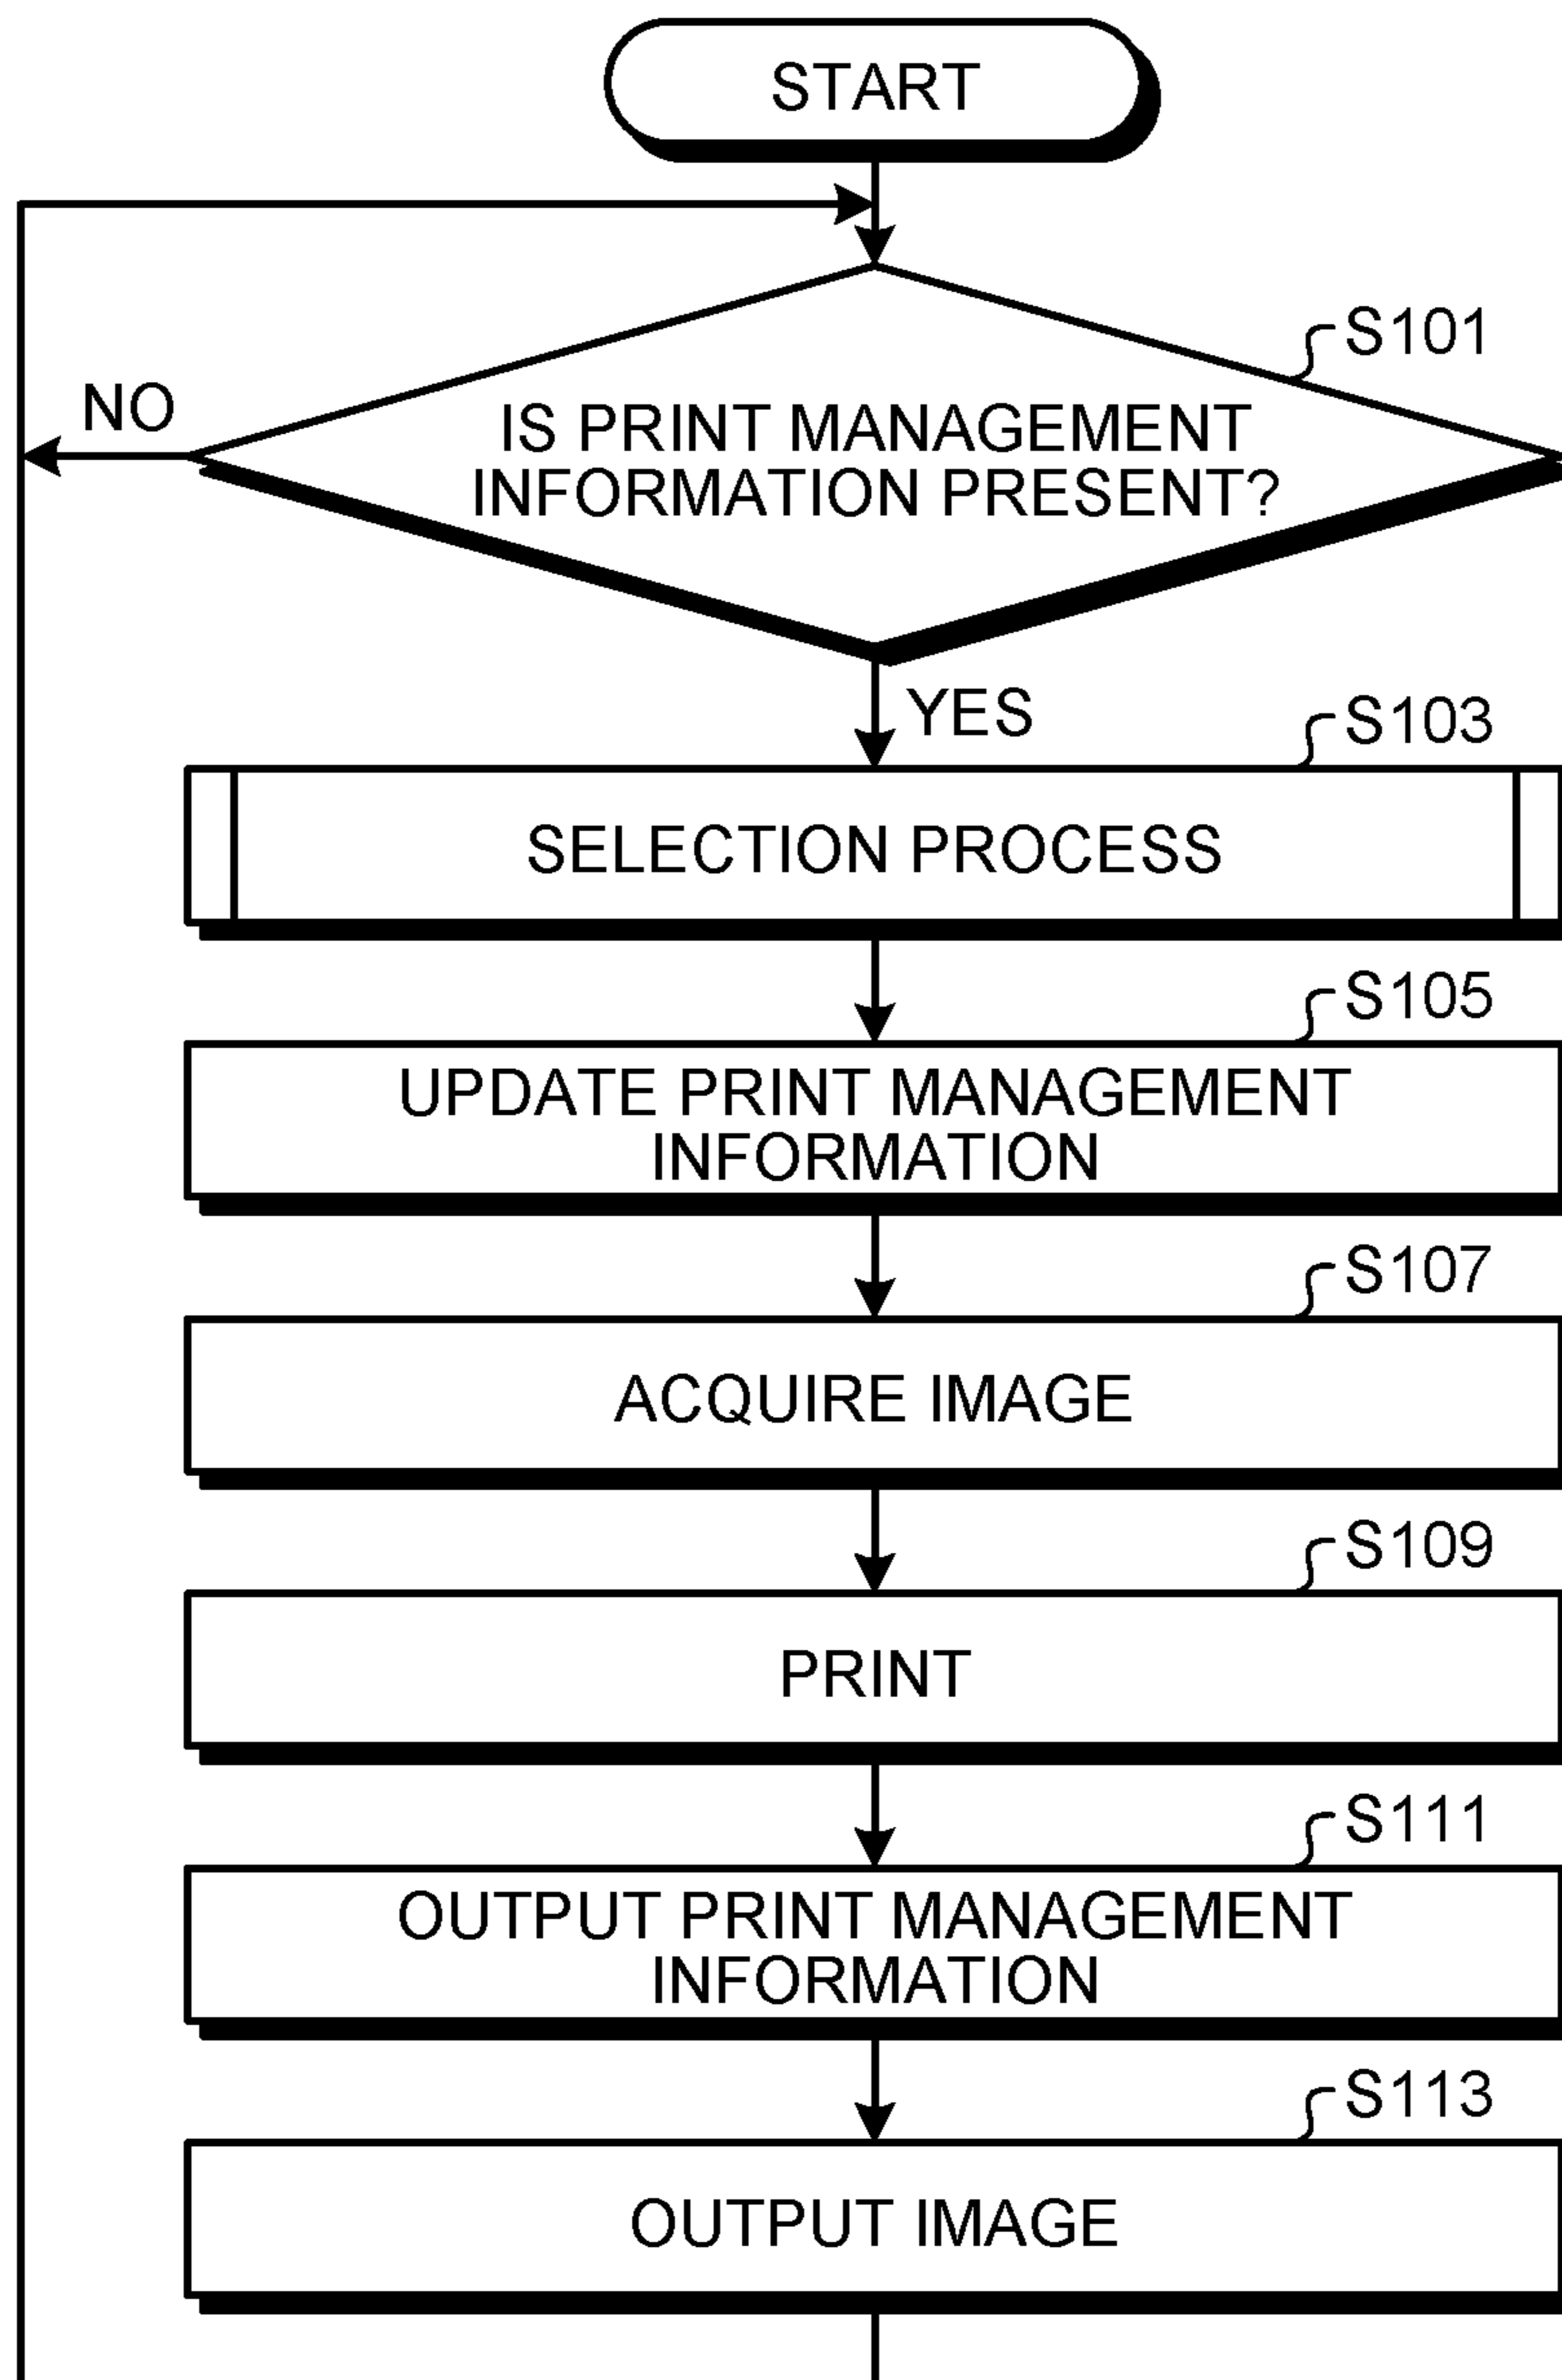 START
S101
NO
IS PRINT MANAGEMENT
INFORMATION PRESENT?
YES
S103
SELECTION PROCESS
S105
UPDATE PRINT MANAGEMENT
INFORMATION
S107
ACQUIRE IMAGE
S109
PRINT
S111
OUTPUT PRINT MANAGEMENT
INFORMATION
S113
OUTPUT IMAGE